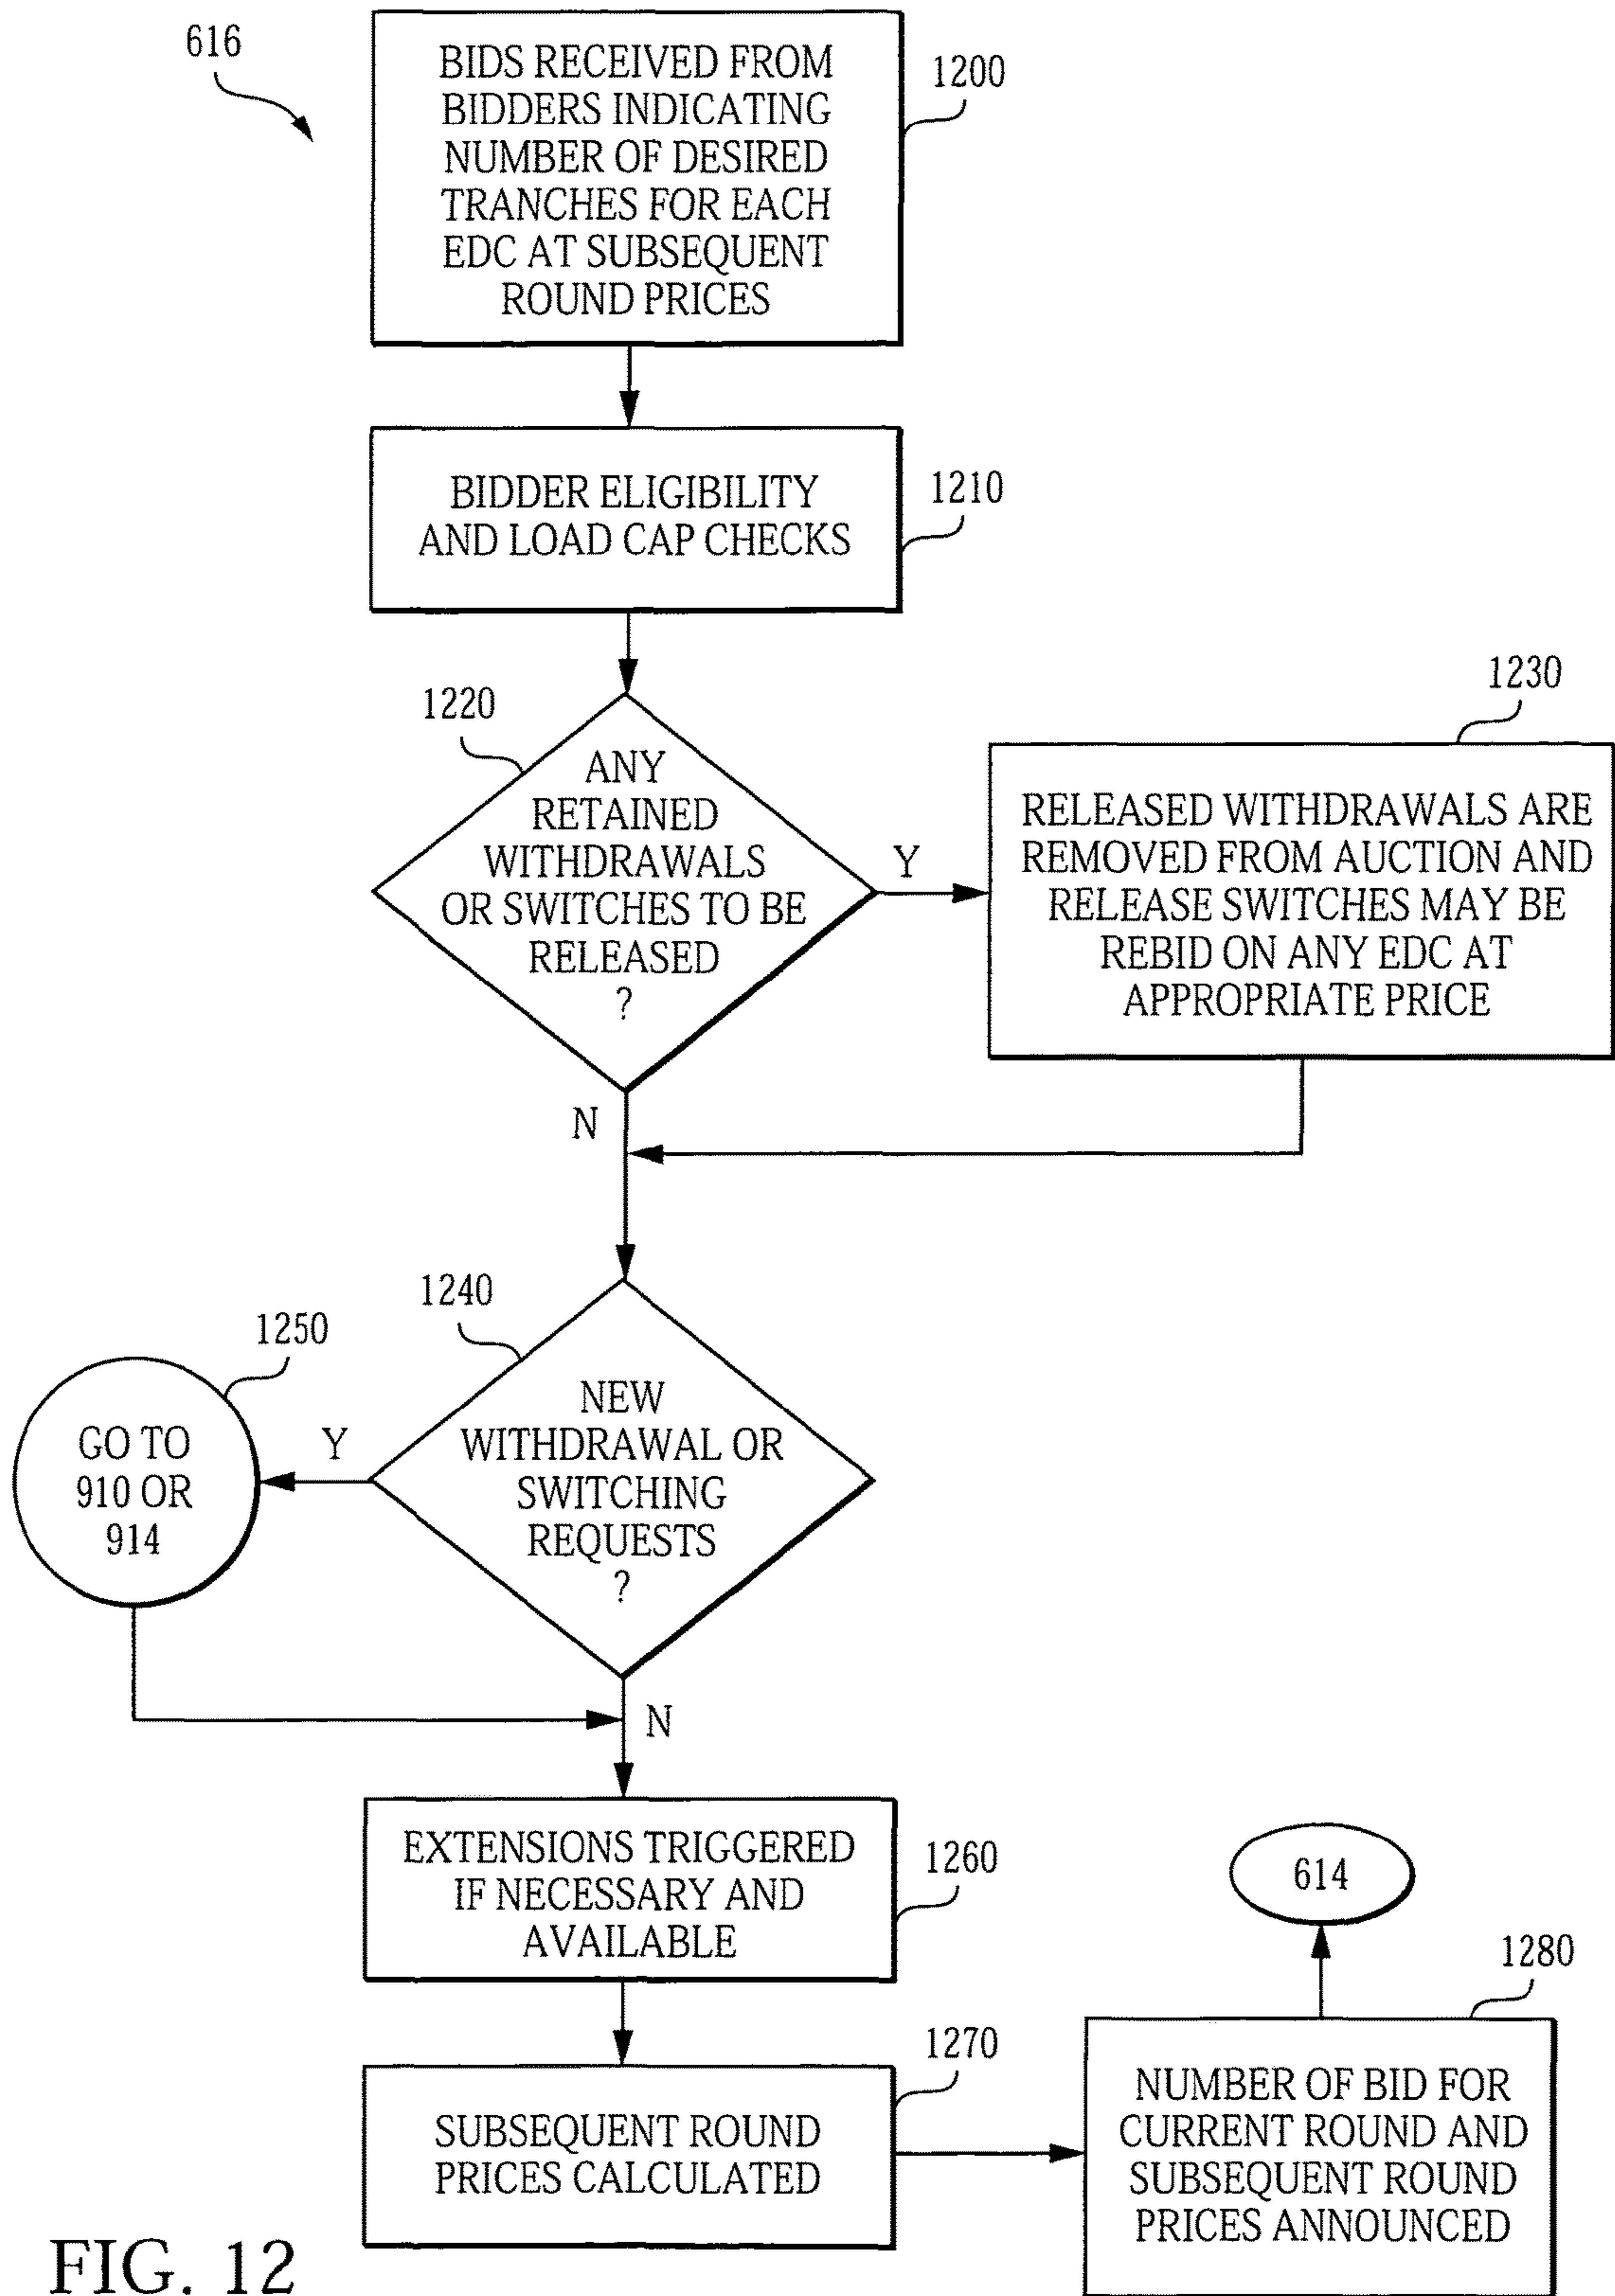 616
BIDS RECEIVED FROM
BIDDERS INDICATING
NUMBER OF DESIRED
TRANCHES FOR EACH
EDC AT SUBSEQUENT
ROUND PRICES
1200
BIDDER ELIGIBILITY
AND LOAD CAP CHECKS
1210
1220
ANY
RETAINED
WITHDRAWALS
OR SWITCHES TO BE
RELEASED
?
Y
N
1230
RELEASED WITHDRAWALS ARE
REMOVED FROM AUCTION AND
RELEASE SWITCHES MAY BE
REBID ON ANY EDC AT
APPROPRIATE PRICE
1240
NEW
WITHDRAWAL OR
SWITCHING
REQUESTS
?
Y
1250
GO TO
910 OR
914
N
EXTENSIONS TRIGGERED
IF NECESSARY AND
AVAILABLE
1260
SUBSEQUENT ROUND
PRICES CALCULATED
1270
614
1280
NUMBER OF BID FOR
CURRENT ROUND AND
SUBSEQUENT ROUND
PRICES ANNOUNCED
FIG. 12